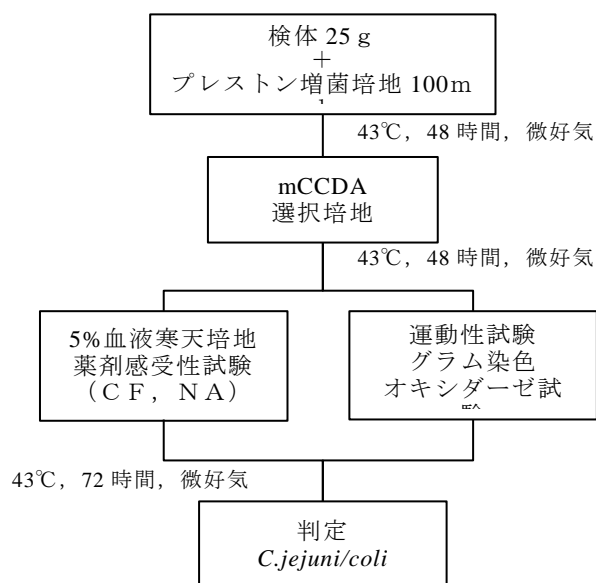 検体 25 g
+
プレストン増菌培地 100m
43℃, 48 時間, 微好気
mCCDA
選択培地
43℃, 48 時間, 微好気
5%血液寒天培地
薬剤感受性試験
(ＣＦ, ＮＡ)
運動性試験
グラム染色
オキシダーゼ試
43℃, 72 時間, 微好気
判定
C.jejuni/coli